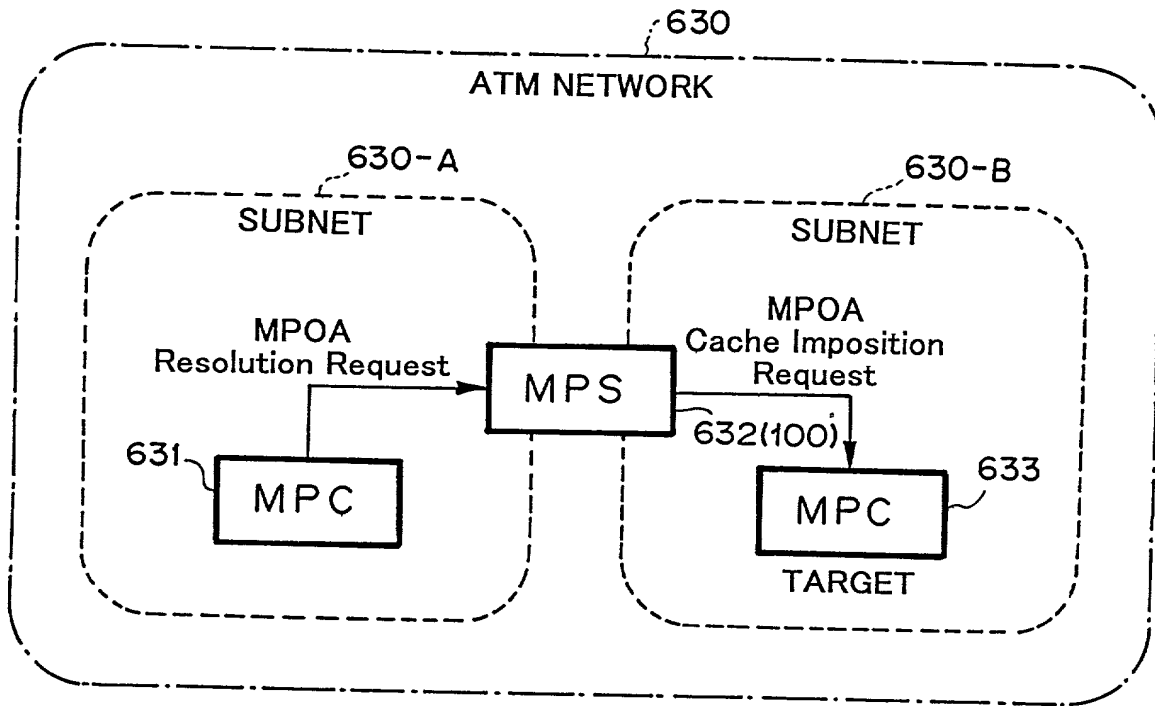 630
ATM NETWORK
630-A
SUBNET
630-B
SUBNET
MPOA
Resolution Request
MPOA
Cache Imposition
Request
MPS
632(100)
631
MPC
633
MPC
TARGET